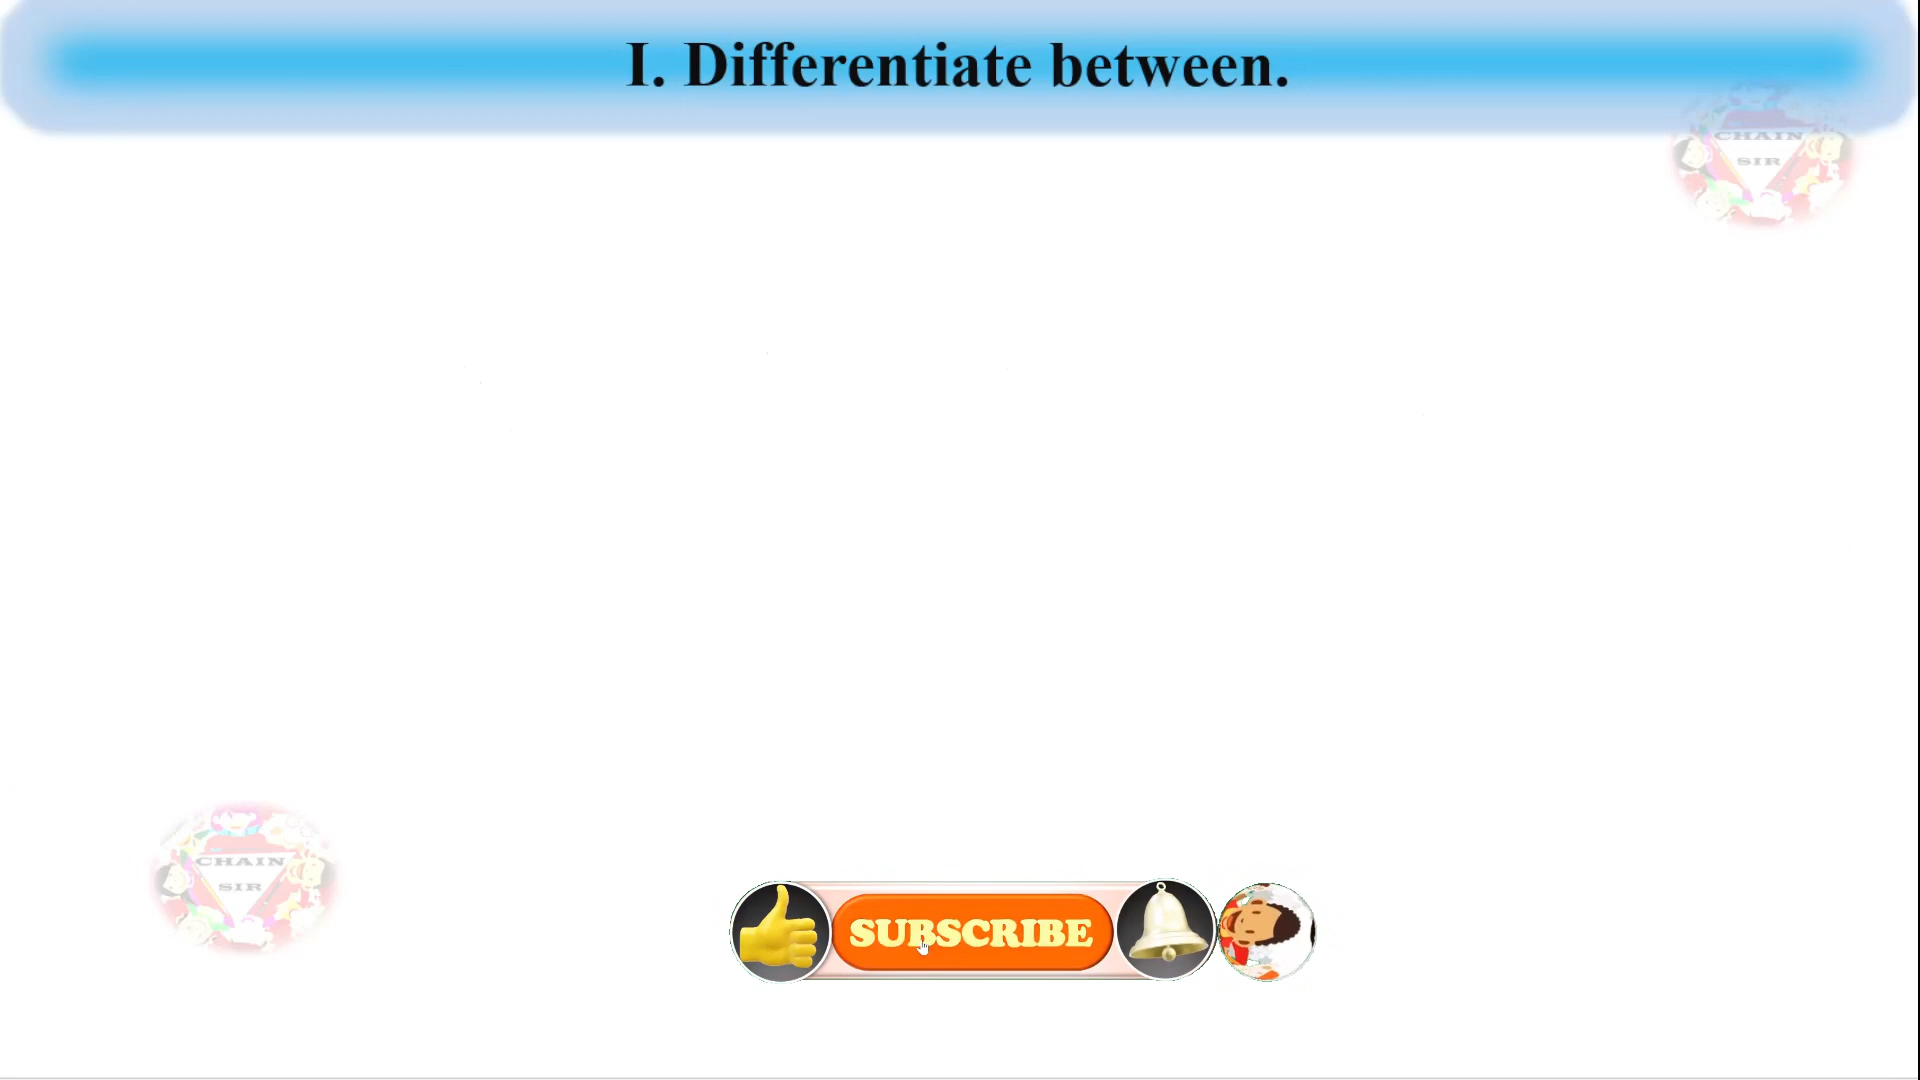 I. Differentiate between.
CHAIN
SIR
CHAIN
SIR
SUBSCRIBE